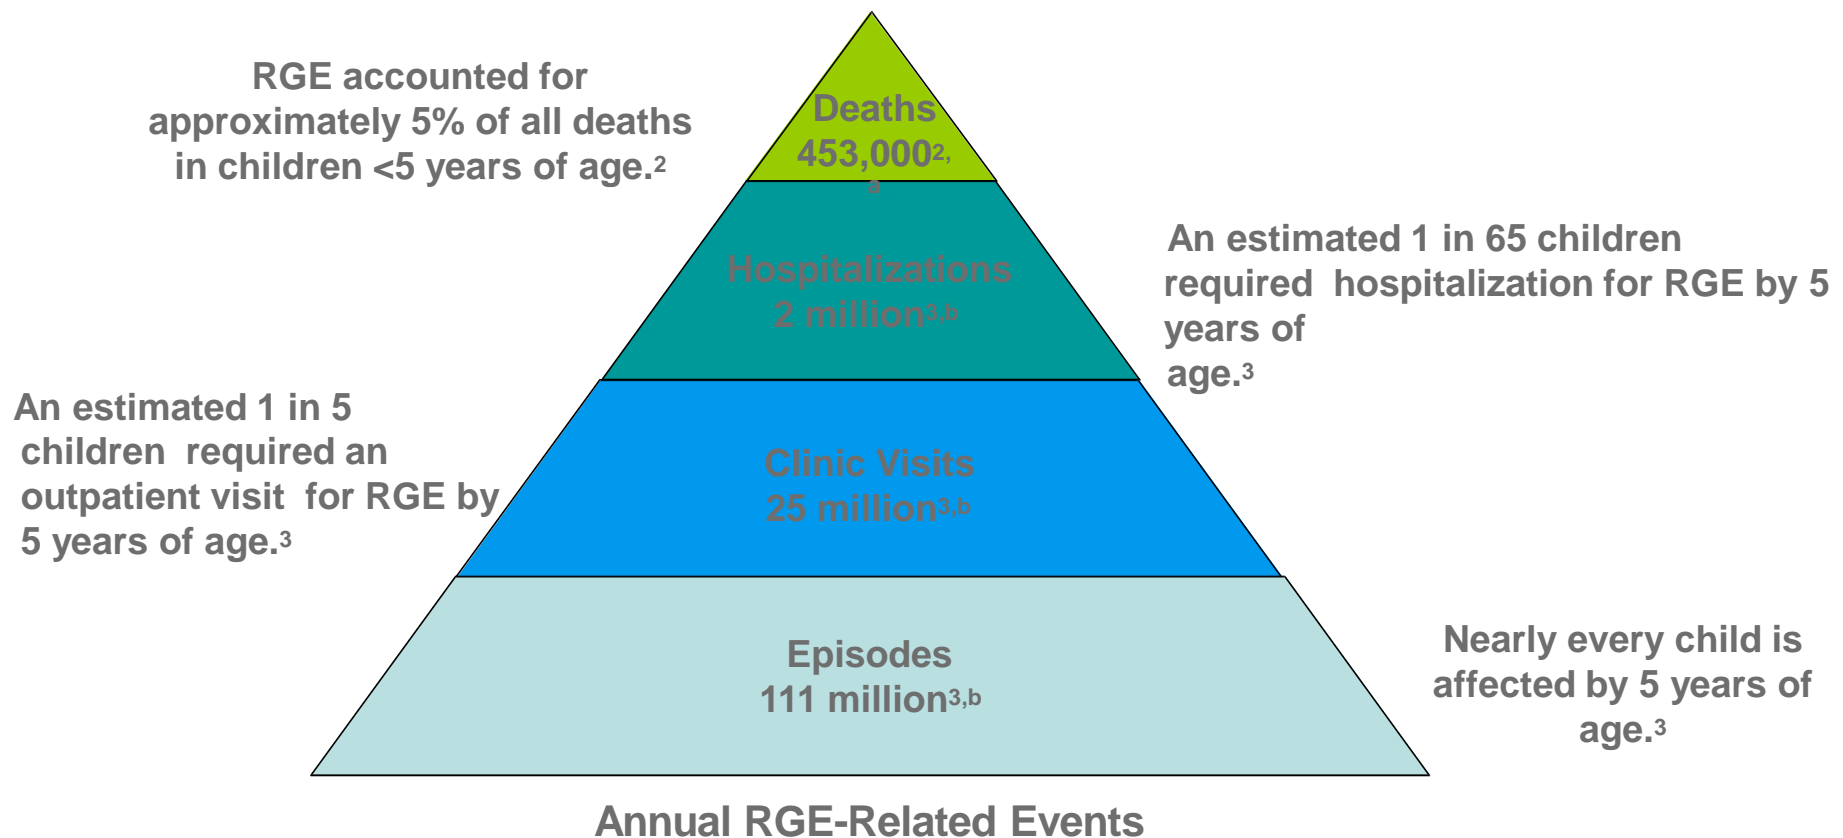 RGE accounted for
approximately 5% of all deaths
in children <5 years of age.2
Deaths
453,0002,
a
Hospitalizations
2 million3,b
An estimated 1 in 65 children
required  hospitalization for RGE by 5
years of
age.3
An estimated 1 in 5
children  required an
outpatient visit  for RGE by
5 years of age.3
Clinic Visits
25 million3,b
Episodes
111 million3,b
Nearly every child is
affected by 5 years of
age.3
Annual RGE-Related Events